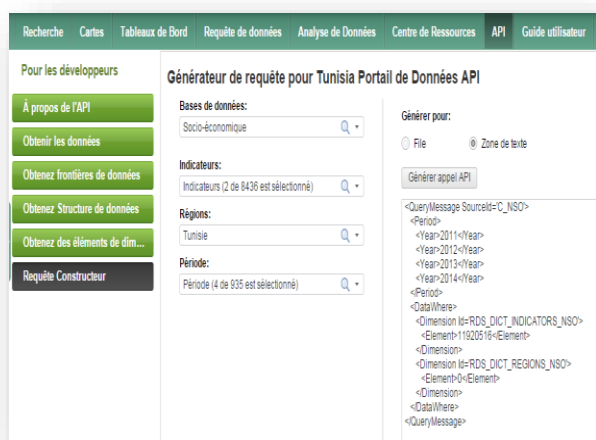 Recherche Cartes Tableaux de Bord Requête de données Analyse de Données Centre de Ressources API Guide utilisateur
Pour les développeurs
À propos de l'API
Obtenir les données
Obtenez frontières de données
Obtenez Structure de données
Obtenez des éléments de dim...
Requête Constructeur
Générateur de requête pour Tunisia Portail de Données API
Bases de données:
Socio-économique
Indicateurs:
Indicateurs (2 de 8436 est sélectionné)
Régions:
Tunisie
Période:
Période (4 de 935 est sélectionné)
Générer pour:
File Zone de texte
Générer appel API
<QueryMessage SourceId='C_NSO'>
<Period>
<Year>2011</Year>
<Year>2012</Year>
<Year>2013</Year>
<Year>2014</Year>
</Period>
<DataWhere>
<Dimension Id='RDS_DICT_INDICATORS_NSO'>
<Element>11920516</Element>
</Dimension>
<Dimension Id='RDS_DICT_REGIONS_NSO'>
<Element>0</Element>
</Dimension>
</DataWhere>
</QueryMessage>